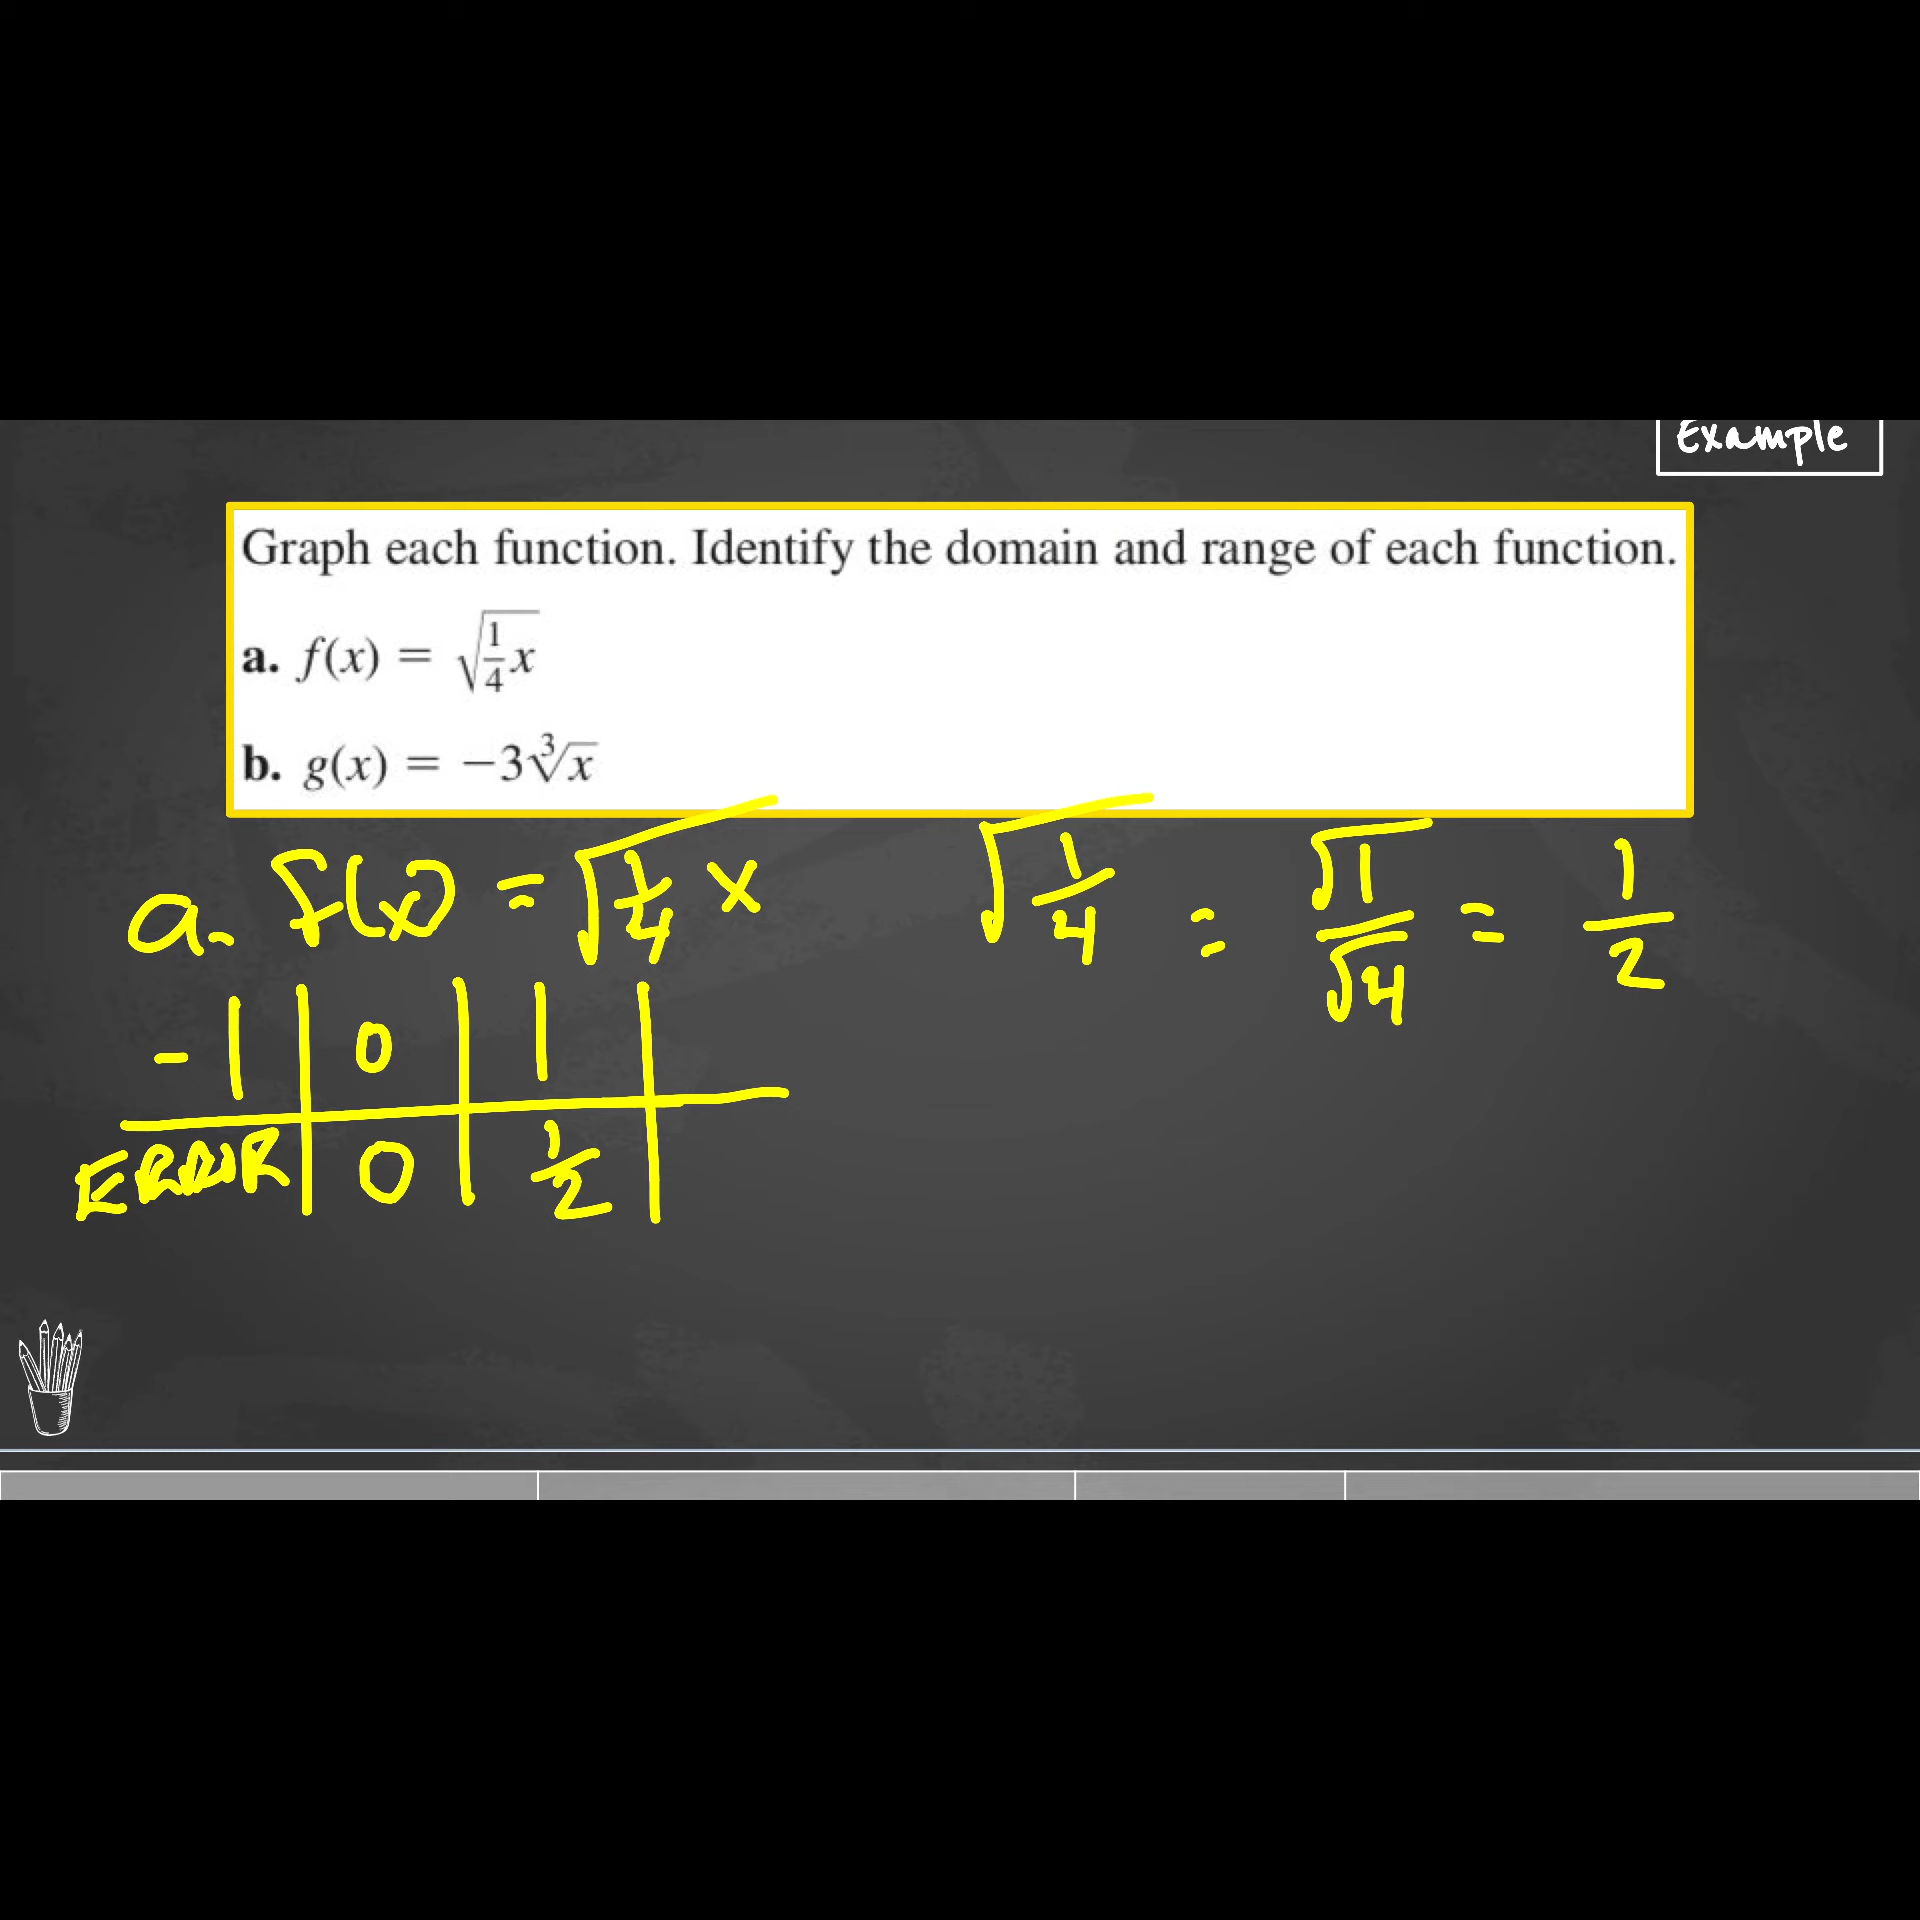 Example
Graph each function. Identify the domain and range of each function.
a. f(x) = √(1/4 x)
b. g(x) = −3∛x
a. f(x) = √(1/4 x)   √(1/4) = √1/√4 = 1/2
-1 | 0 | 1 |
ERROR | 0 | 1/2 |